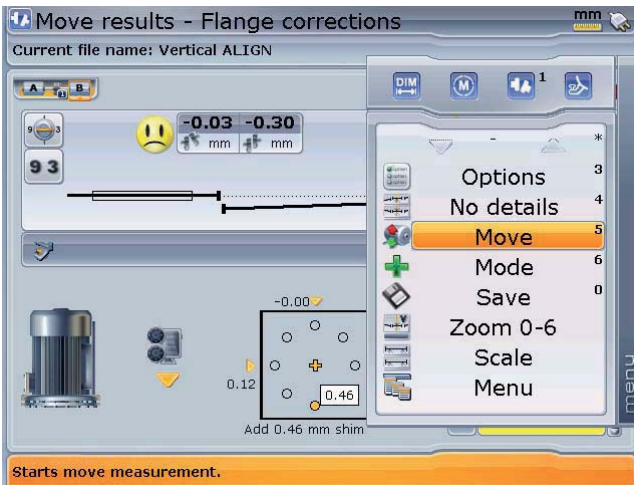 Move results - Flange corrections
mm
Current file name: Vertical ALIGN
A B
DIM
M
1
9 3
-0.03 -0.30
mm mm
9 3
- *
Options 3
No details 4
Move 5
Mode 6
Save 0
Zoom 0-6
Scale
Menu
menu
-0.00
0.12
0.46
Add 0.46 mm shim
Starts move measurement.